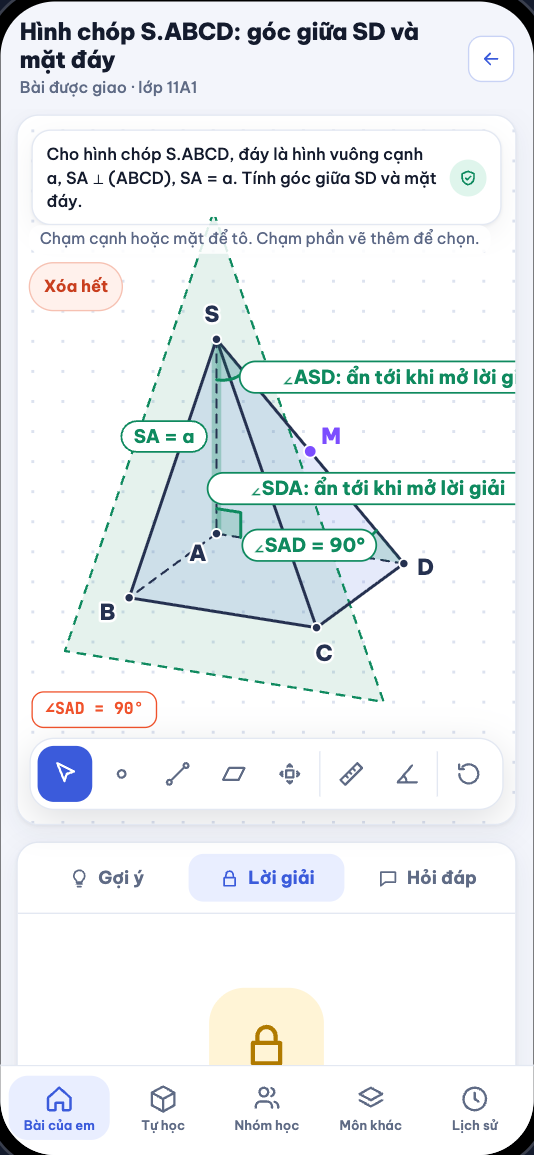 Hình chóp S.ABCD: góc giữa SD và
mặt đáy
Bài được giao · lớp 11A1
Cho hình chóp S.ABCD, đáy là hình vuông cạnh
a, SA ⊥ (ABCD), SA = a. Tính góc giữa SD và mặt
đáy.
Chạm cạnh hoặc mặt để tô. Chạm phần vẽ thêm để chọn.
Xóa hết
S
∠ASD: ẩn tới khi mở lời g
SA = a
M
∠SDA: ẩn tới khi mở lời giải
∠SAD = 90°
A
D
B
C
∠SAD = 90°
Gợi ý
Lời giải
Hỏi đáp
Bài của em
Tự học
Nhóm học
Môn khác
Lịch sử